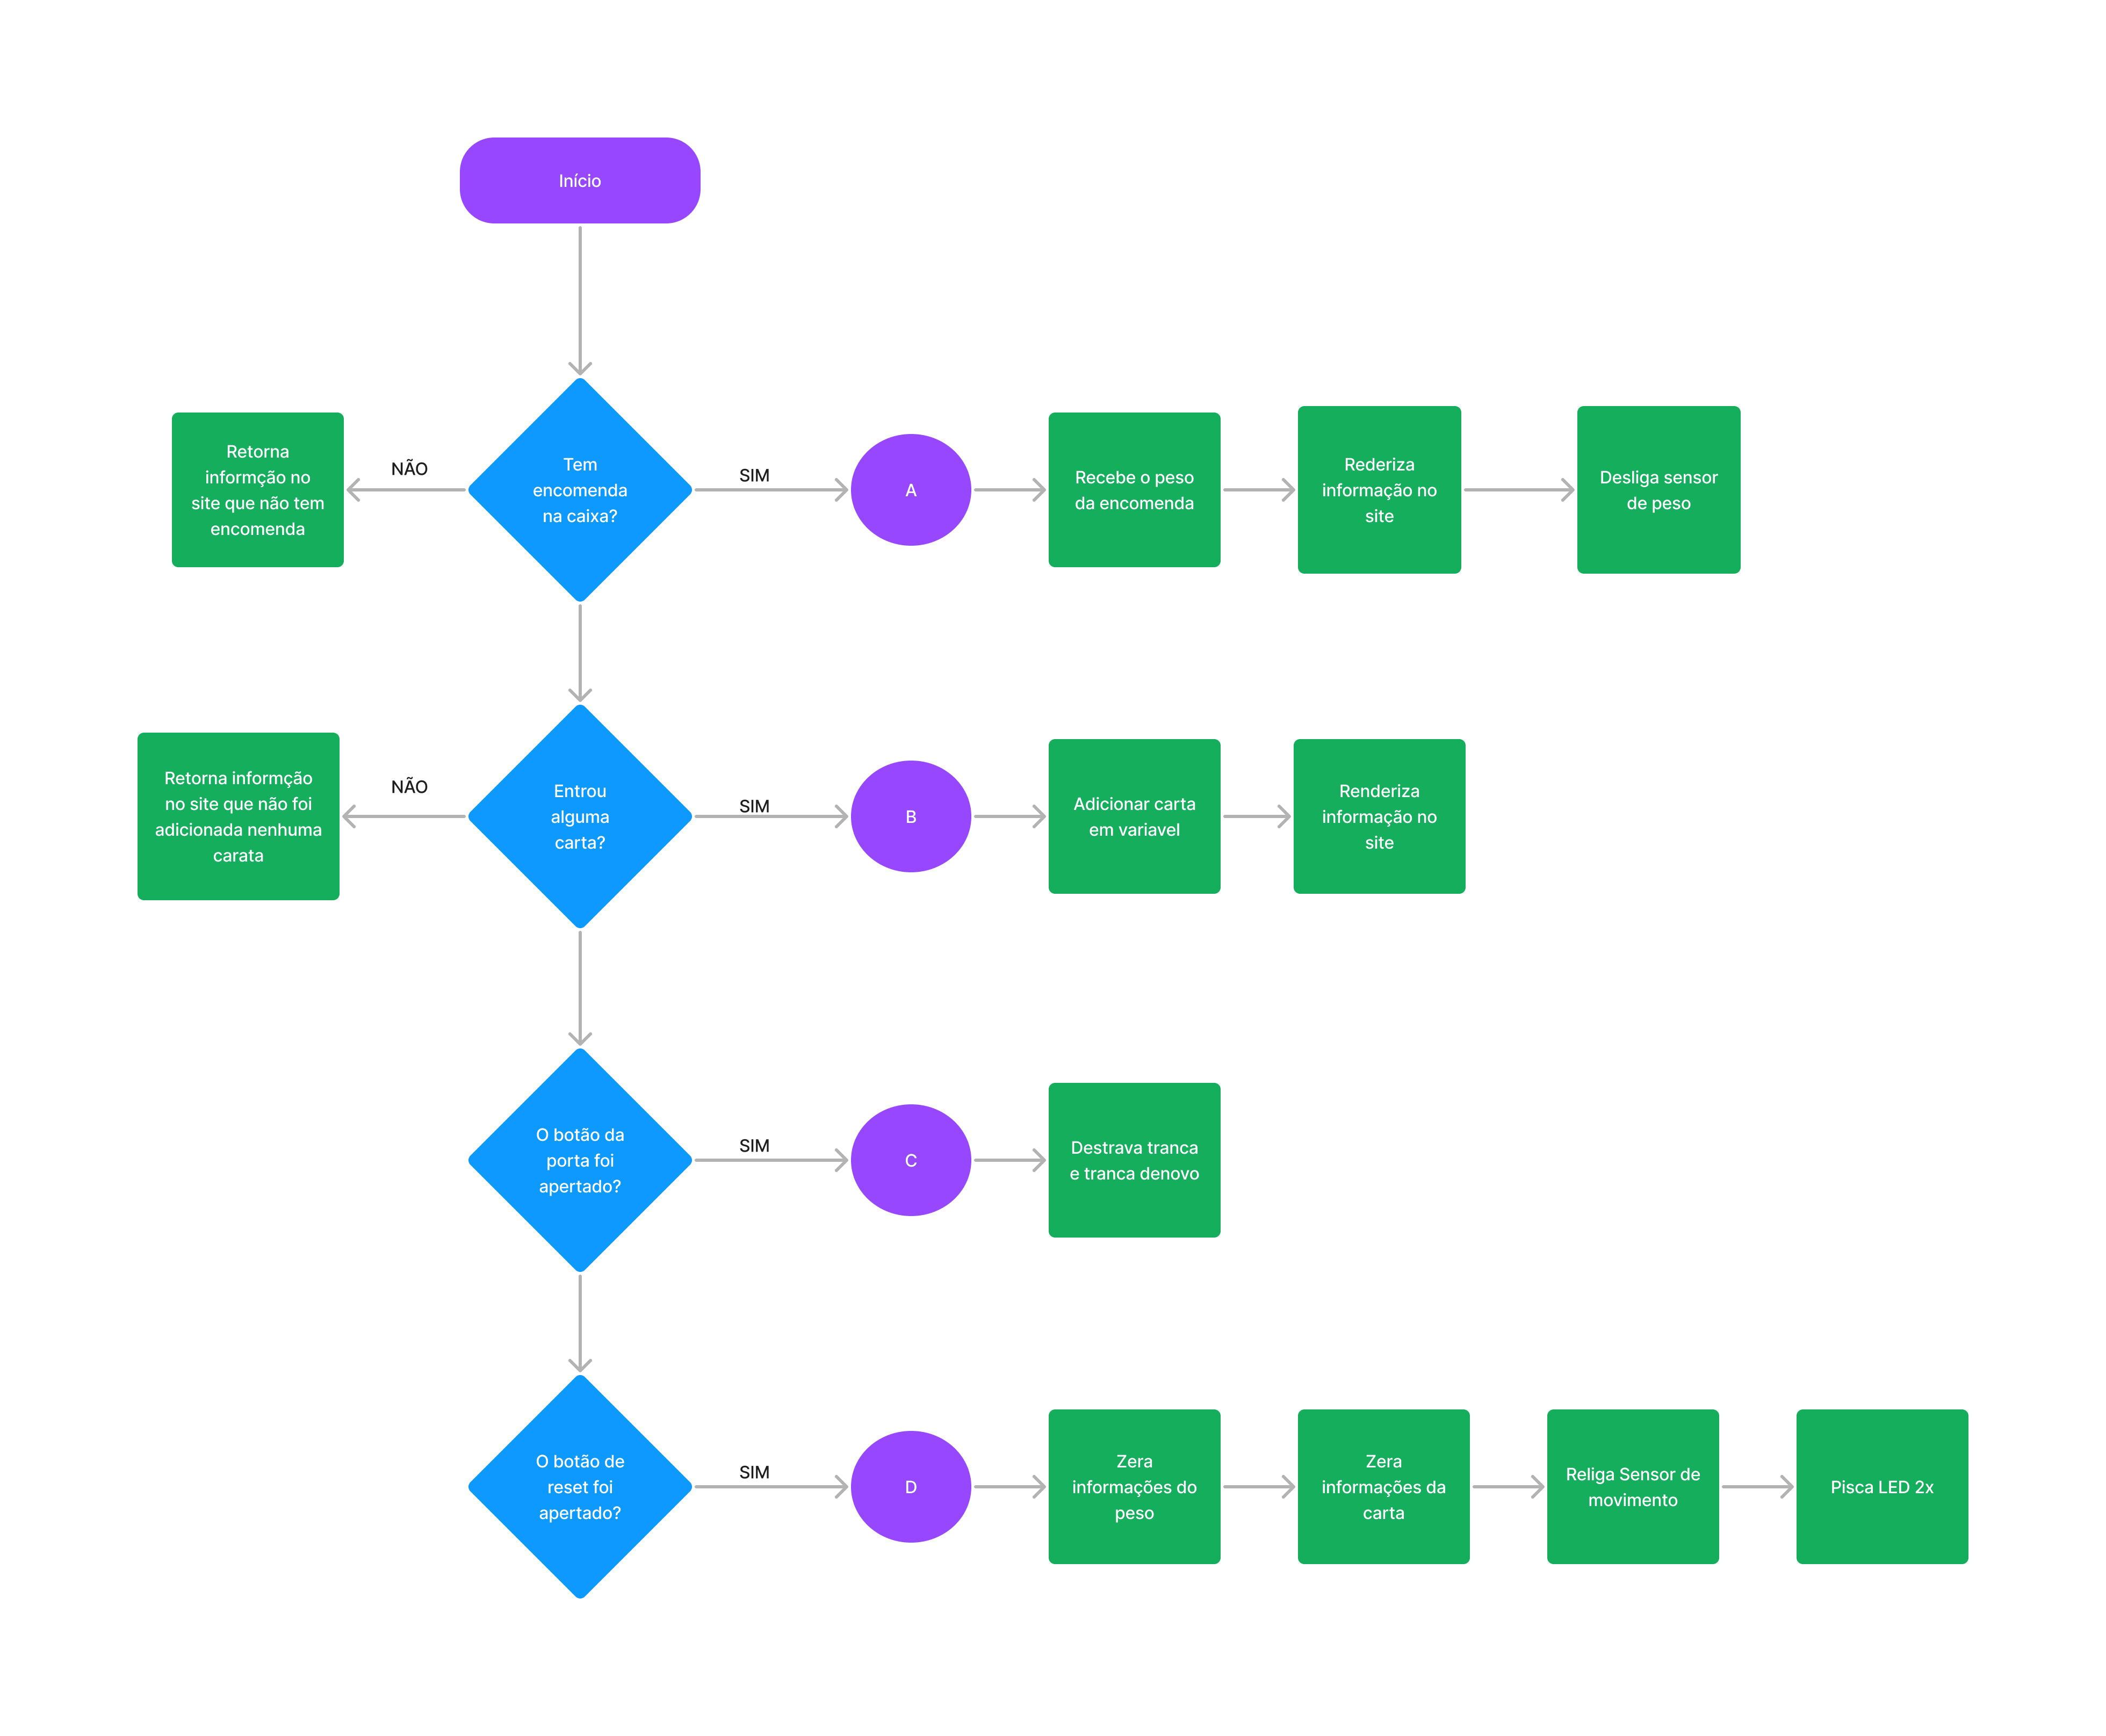 Início
Retorna
informção no
site que não tem
encomenda
NÃO
Tem
encomenda
na caixa?
SIM
A
Recebe o peso
da encomenda
Rederiza
informação no
site
Desliga sensor
de peso
Retorna informção
no site que não foi
adicionada nenhuma
carata
NÃO
Entrou
alguma
carta?
SIM
B
Adicionar carta
em variavel
Renderiza
informação no
site
O botão da
porta foi
apertado?
SIM
C
Destrava tranca
e tranca denovo
O botão de
reset foi
apertado?
SIM
D
Zera
informações do
peso
Zera
informações da
carta
Religa Sensor de
movimento
Pisca LED 2x